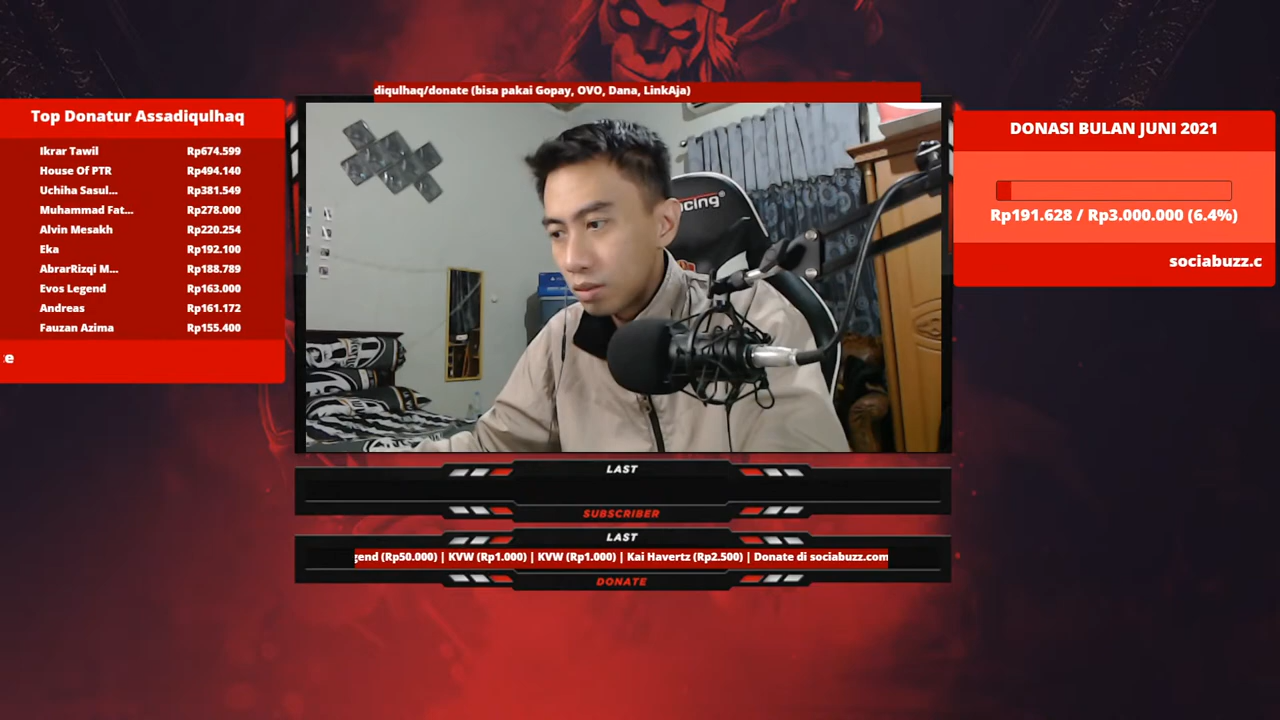 diqulhaq/donate (bisa pakai Gopay, OVO, Dana, LinkAja)
Top Donatur Assadiqulhaq
Ikrar Tawil Rp674.599
House Of PTR Rp494.140
Uchiha Sasul... Rp381.549
Muhammad Fat... Rp278.000
Alvin Mesakh Rp220.254
Eka Rp192.100
AbrarRizqi M... Rp188.789
Evos Legend Rp163.000
Andreas Rp161.172
Fauzan Azima Rp155.400
DONASI BULAN JUNI 2021
Rp191.628 / Rp3.000.000 (6.4%)
sociabuzz.c
cing
LAST
SUBSCRIBER
LAST
gend (Rp50.000) | KVW (Rp1.000) | KVW (Rp1.000) | Kai Havertz (Rp2.500) | Donate di sociabuzz.com
DONATE